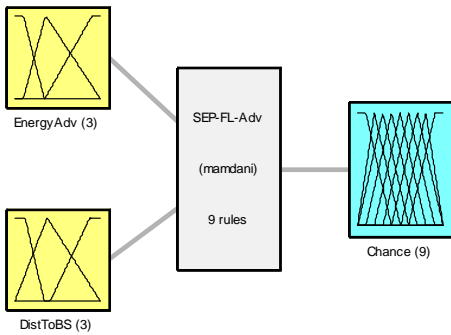 EnergyAdv (3)
SEP-FL-Adv
(mamdani)
9 rules
DistToBS (3)
Chance (9)